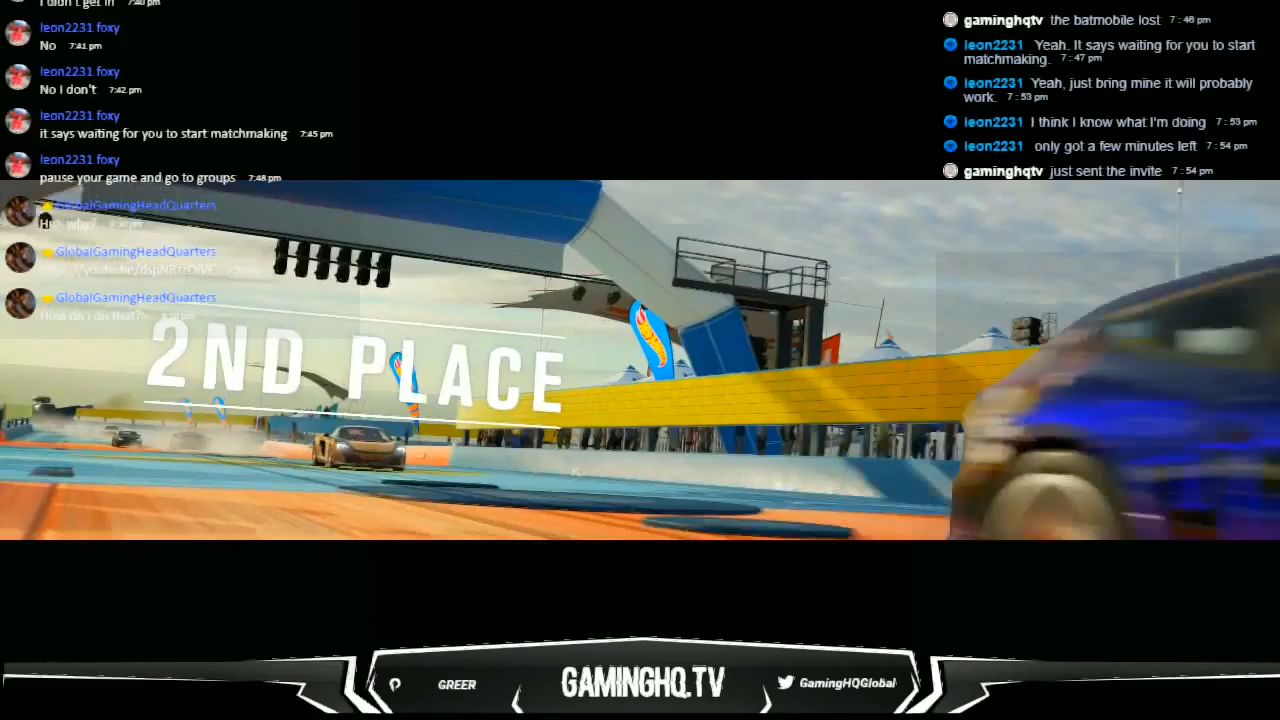 I didn't get in 7:40 pm
leon2231 foxy
No 7:41 pm
leon2231 foxy
No I don't 7:42 pm
leon2231 foxy
it says waiting for you to start matchmaking 7:45 pm
leon2231 foxy
pause your game and go to groups 7:48 pm
GlobalGamingHeadQuarters
GlobalGamingHeadQuarters
GlobalGamingHeadQuarters
How do i do that?
gaminghqtv the batmobile lost 7:46 pm
leon2231 Yeah. It says waiting for you to start
matchmaking. 7:47 pm
leon2231 Yeah, just bring mine it will probably
work. 7:53 pm
leon2231 I think I know what I'm doing 7:53 pm
leon2231 only got a few minutes left 7:54 pm
gaminghqtv just sent the invite 7:54 pm
2ND PLACE
GREER
GAMINGHQ.TV
GamingHQGlobal